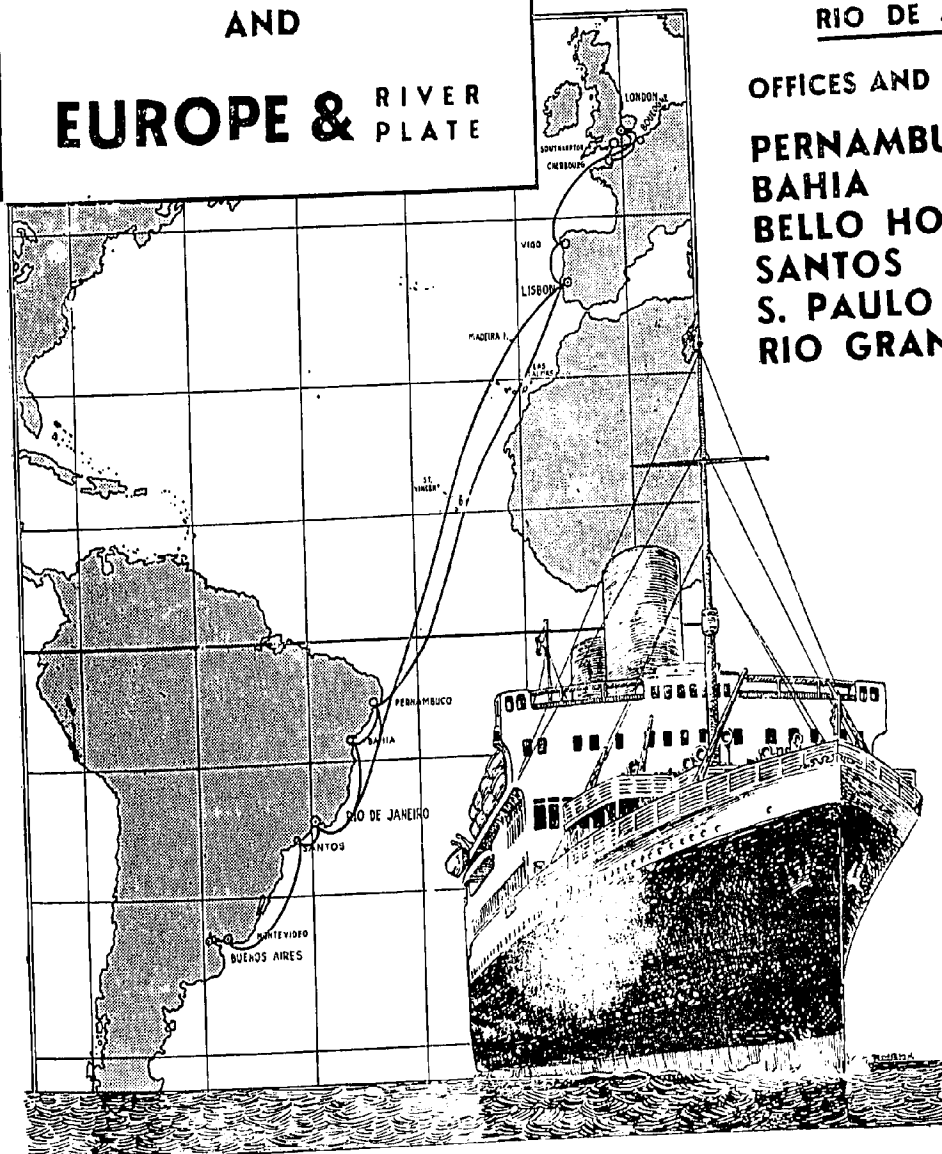 AND
EUROPE & RIVER
PLATE
RIO DE
OFFICES AND
PERNAMBU
BAHIA
BELLO HO
SANTOS
S. PAULO
RIO GRAN
LONDON
SOUTHAMPTON
CHERBOURG
VIGO
LISBON
MADEIRA I.
LAS
PALMAS
ST.
VINCENT
PERNAMBUCO
BAHIA
RIO DE JANEIRO
SANTOS
MONTEVIDEO
BUENOS AIRES